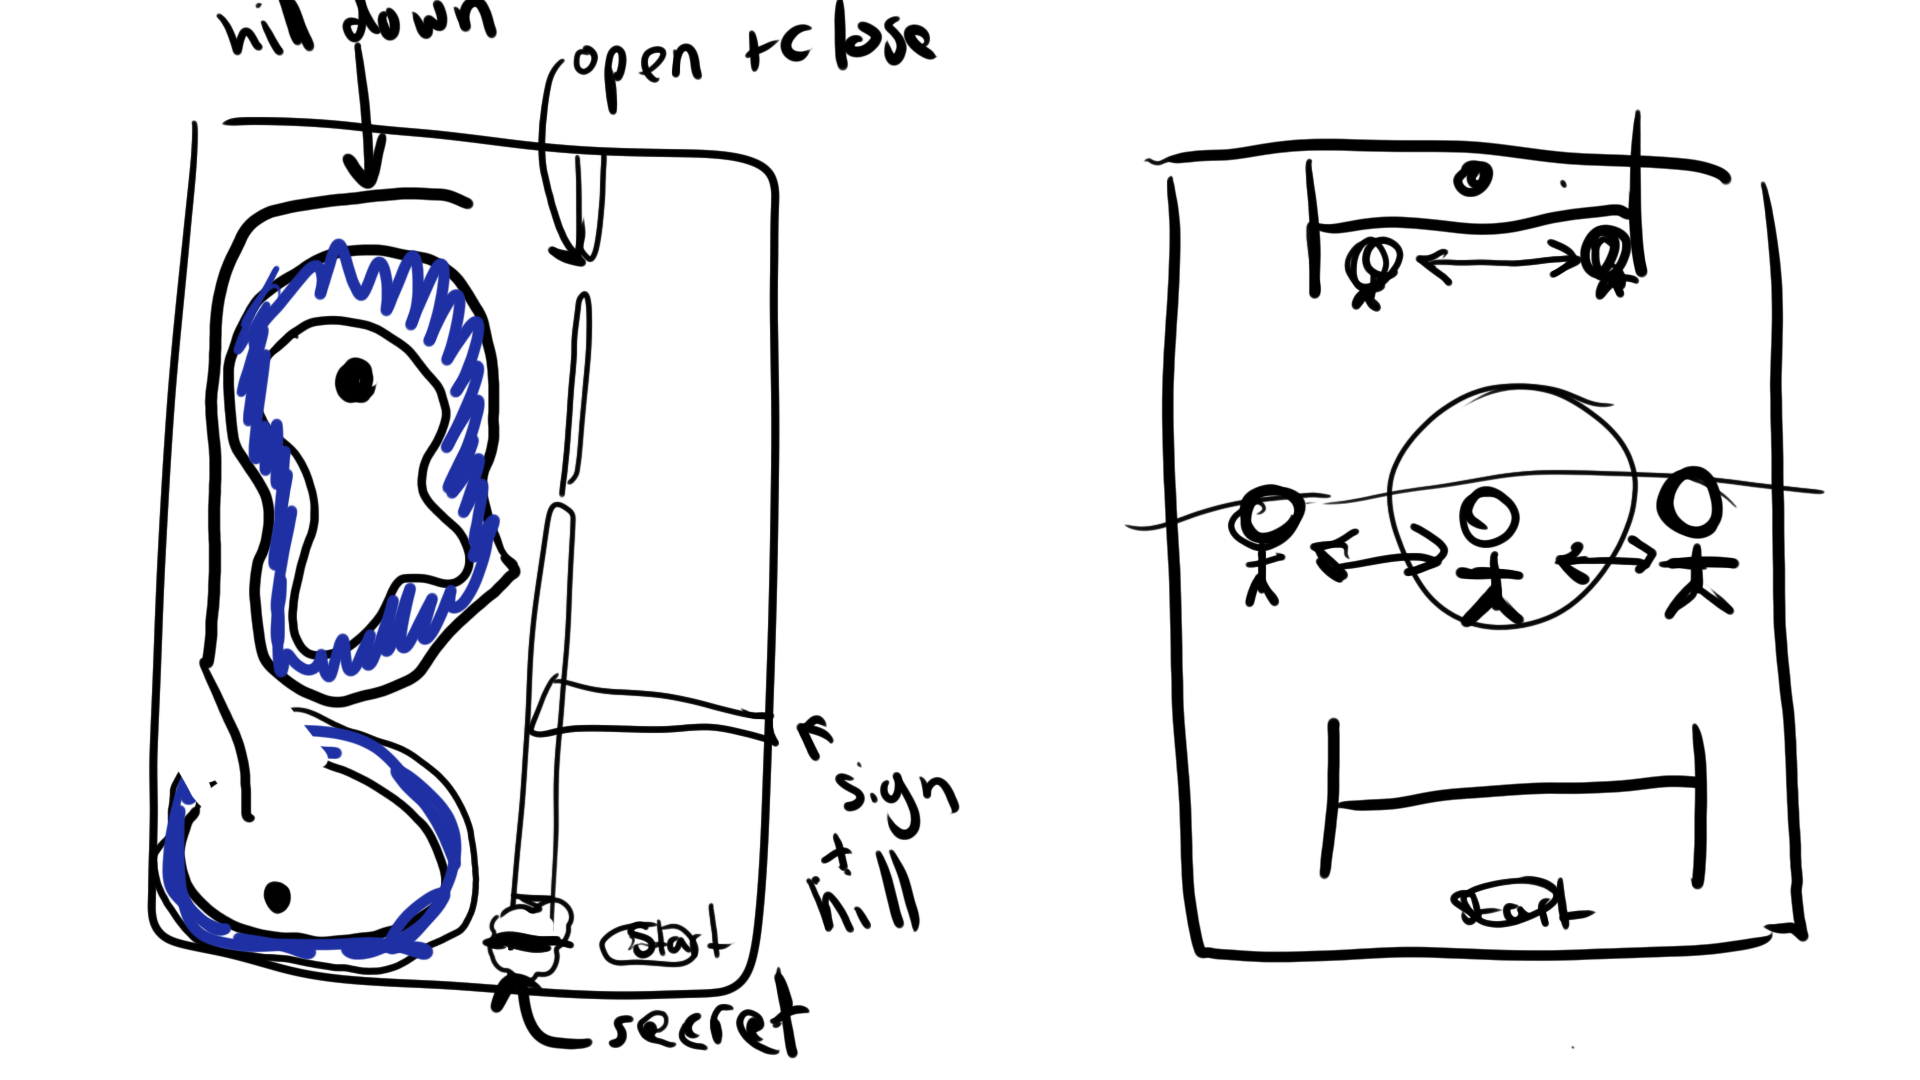 hill down
open + close
sign
+
hill
start
secret
start